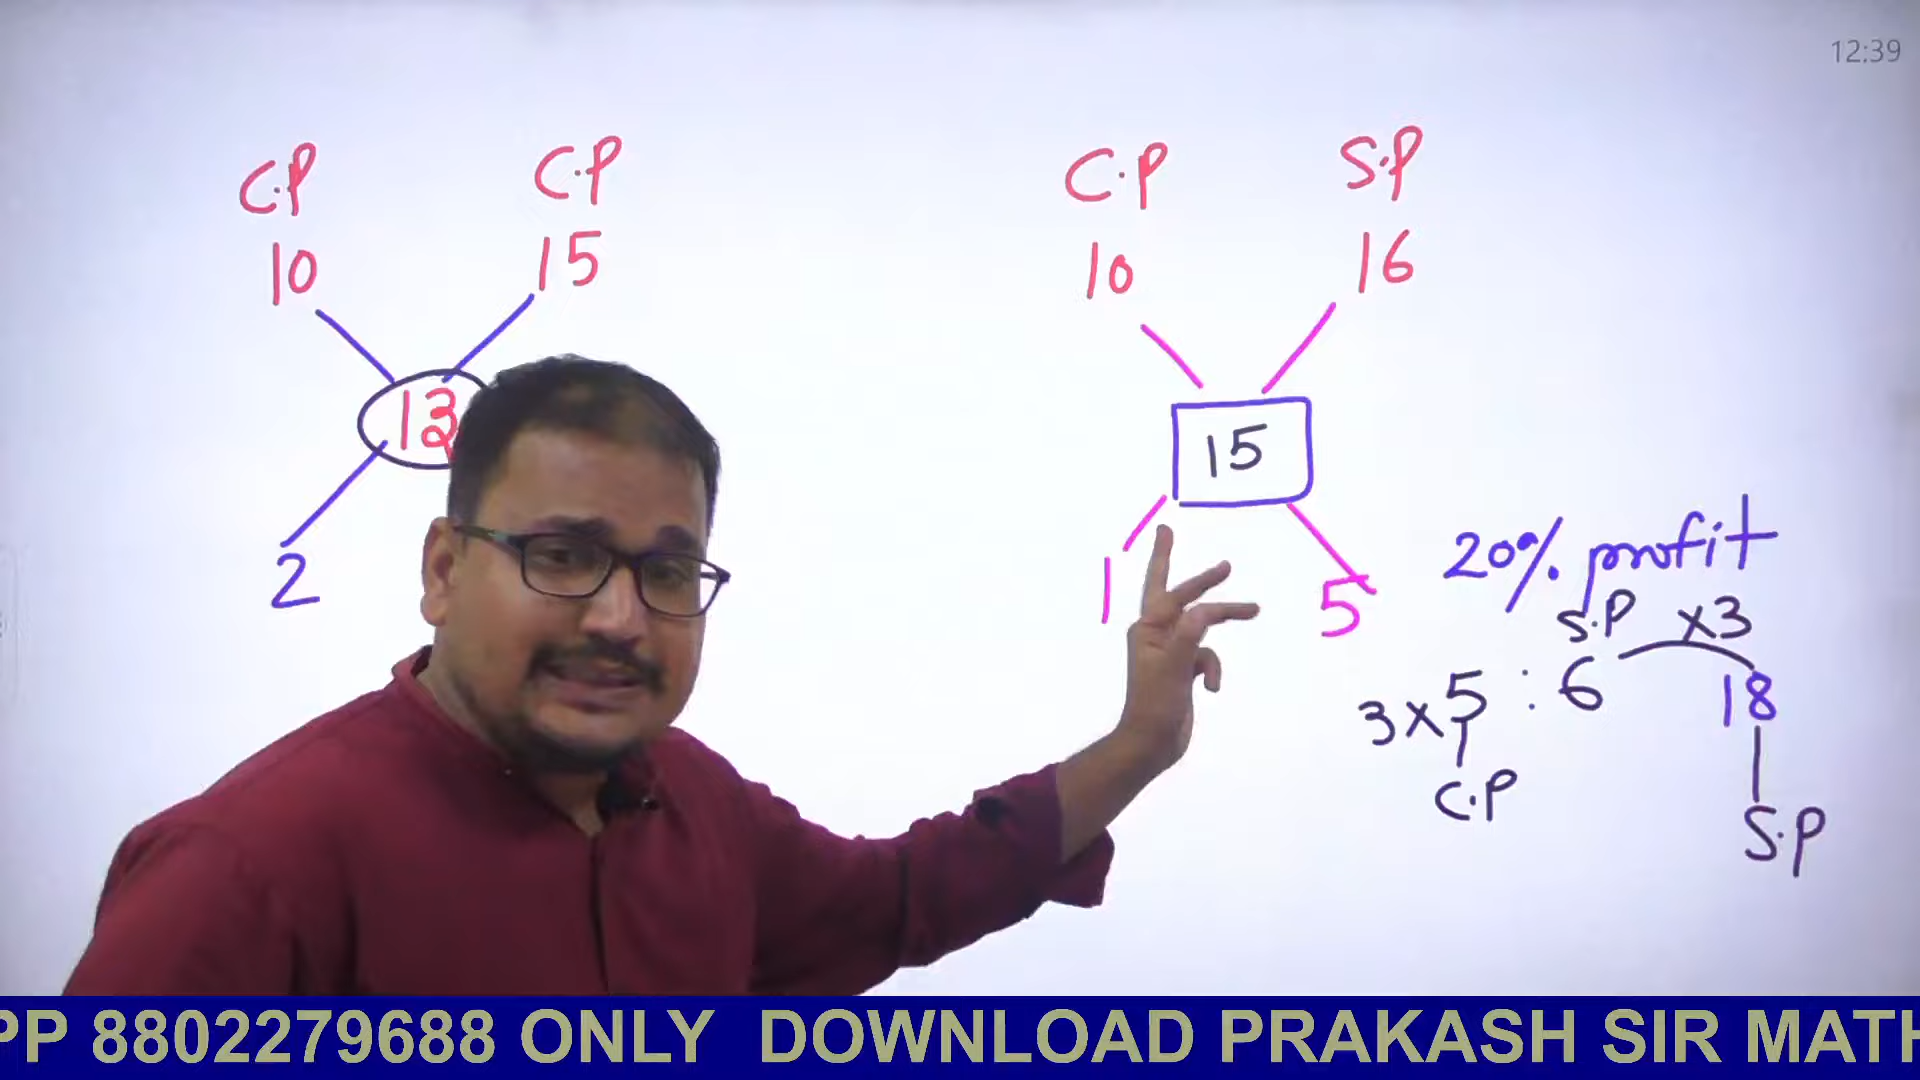 12:39
C.P C.P
10 15
13
2
C.P S.P
10 16
15
1 5
20% profit
S.P ×3
3×5 : 6 18
C.P S.P
PP 8802279688 ONLY DOWNLOAD PRAKASH SIR MATH